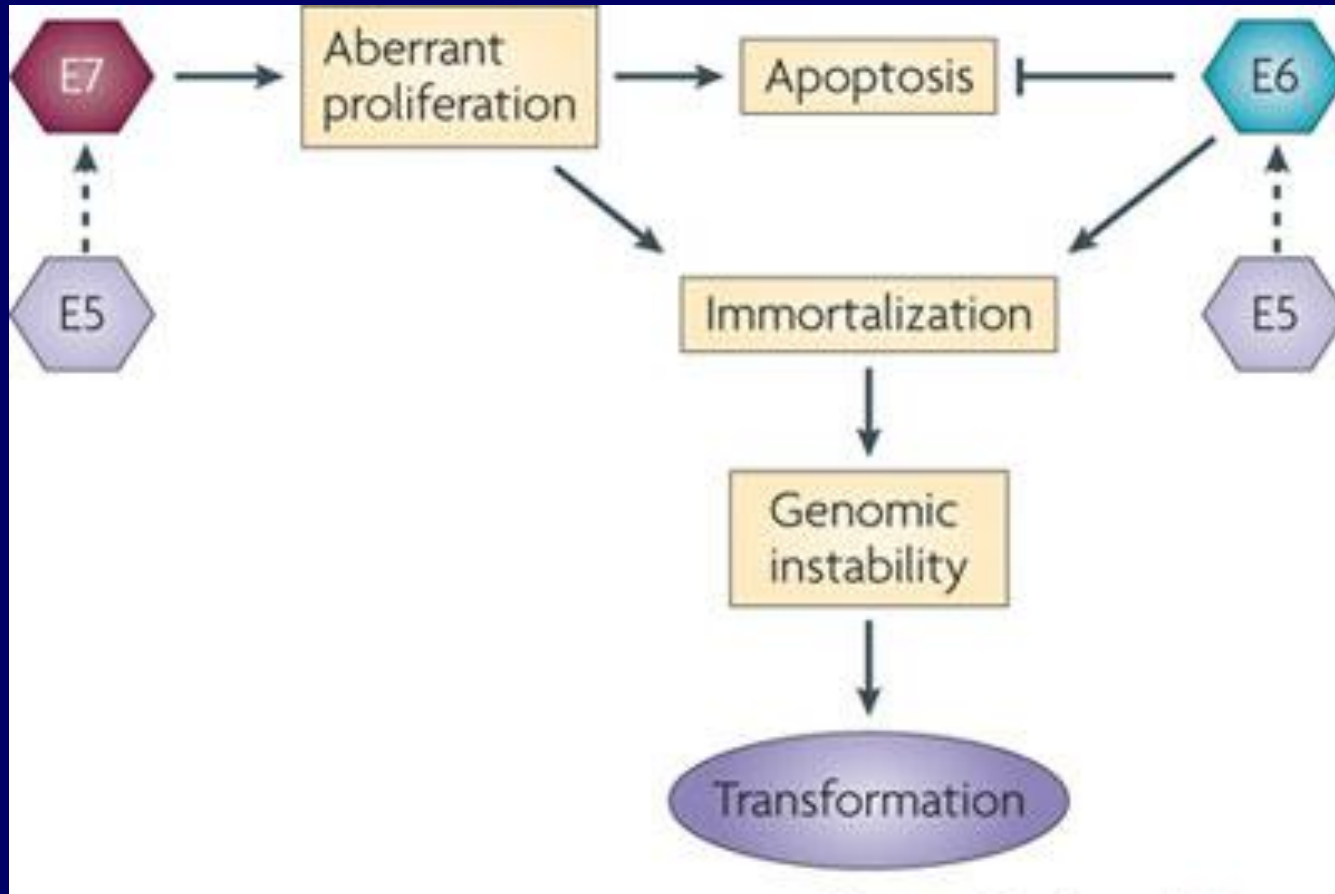 E7
Aberrant
proliferation
Apoptosis
E6
E5
Immortalization
E5
Genomic
instability
Transformation